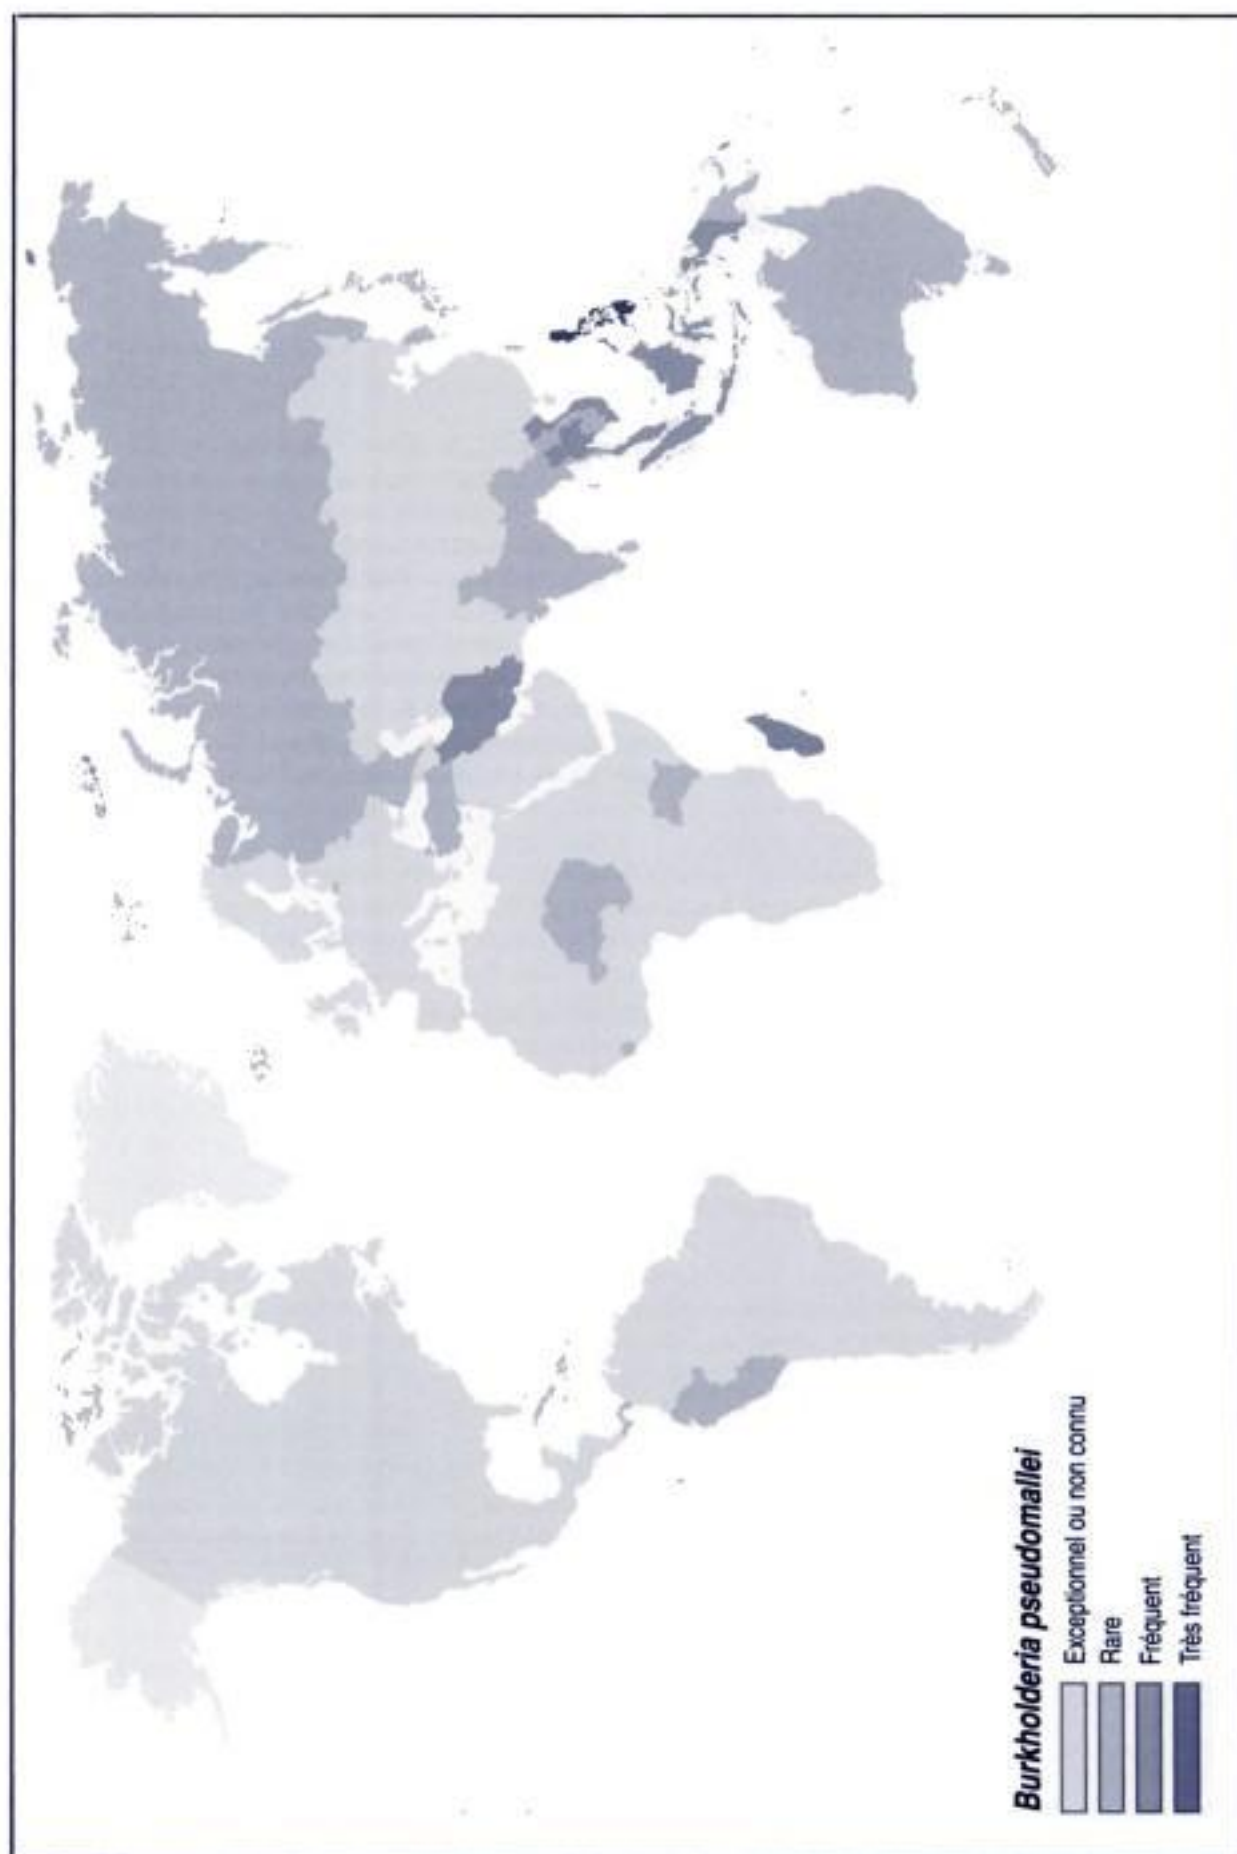 Burkholderia pseudomallei
Exceptionnel ou non connu
Rare
Fréquent
Très fréquent